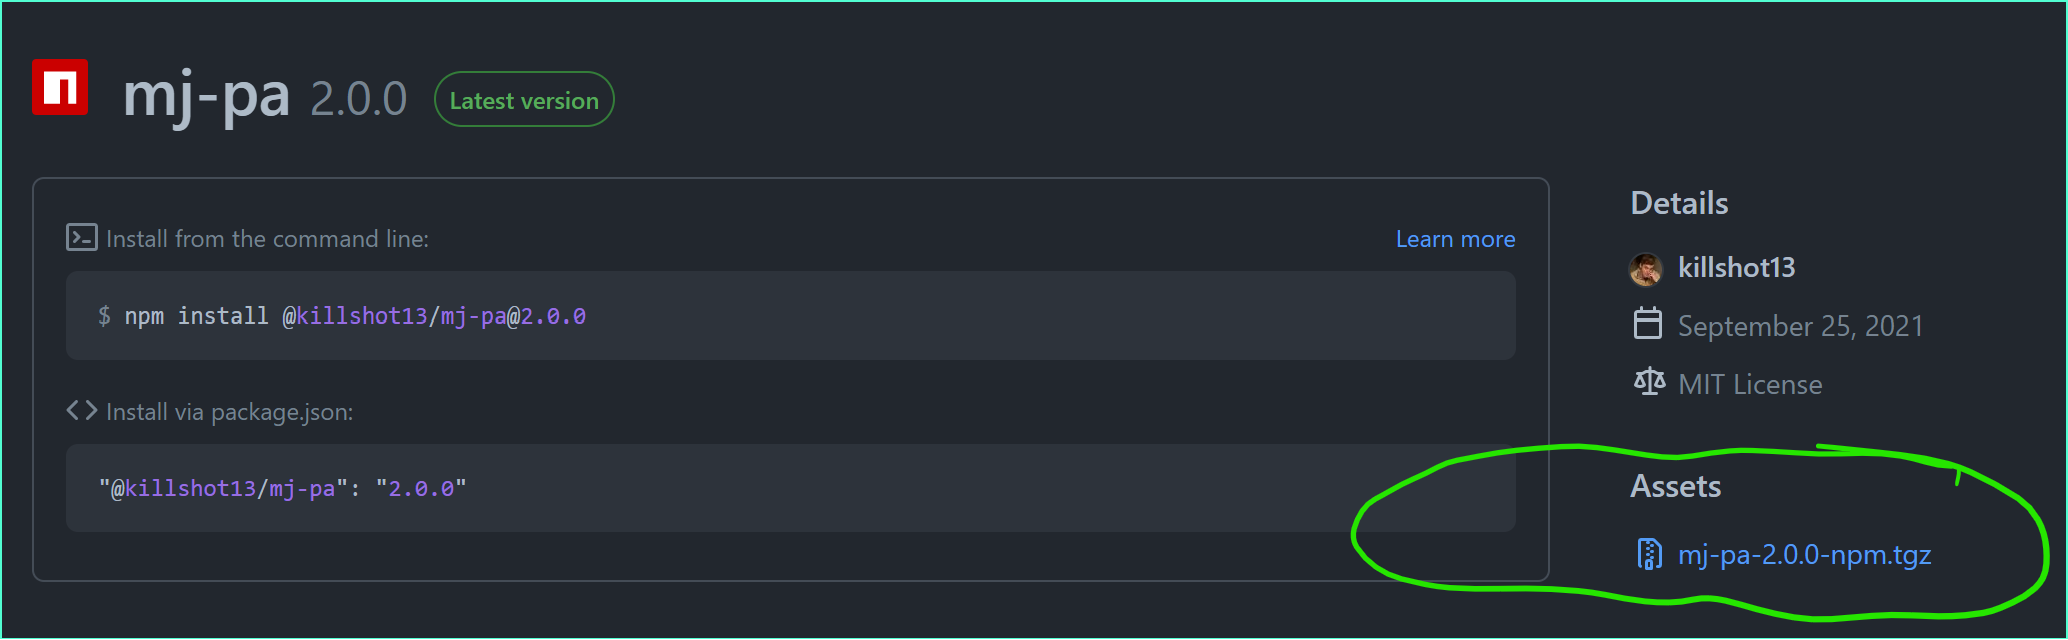 mj-pa 2.0.0 Latest version
Install from the command line:
Learn more
$ npm install @killshot13/mj-pa@2.0.0
Install via package.json:
"@killshot13/mj-pa": "2.0.0"
Details
killshot13
September 25, 2021
MIT License
Assets
mj-pa-2.0.0-npm.tgz